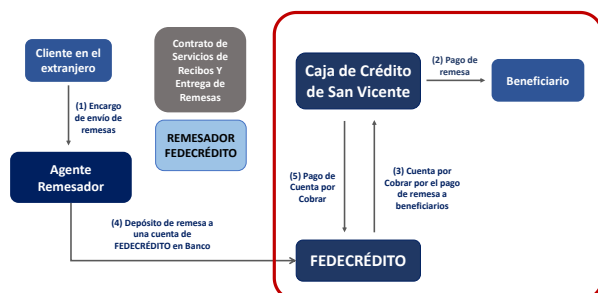 Cliente en el
extranjero
Contrato de
Servicios de
Recibos Y
Entrega de
Remesas
Caja de Crédito
de San Vicente
(2) Pago de
remesa
Beneficiario
(1) Encargo
de envío de
remesas
REMESADOR
FEDECRÉDITO
Agente
Remesador
(5) Pago de
Cuenta por
Cobrar
(3) Cuenta por
Cobrar por el pago
de remesa a
beneficiarios
(4) Depósito de remesa a
una cuenta de
FEDECRÉDITO en Banco
FEDECRÉDITO